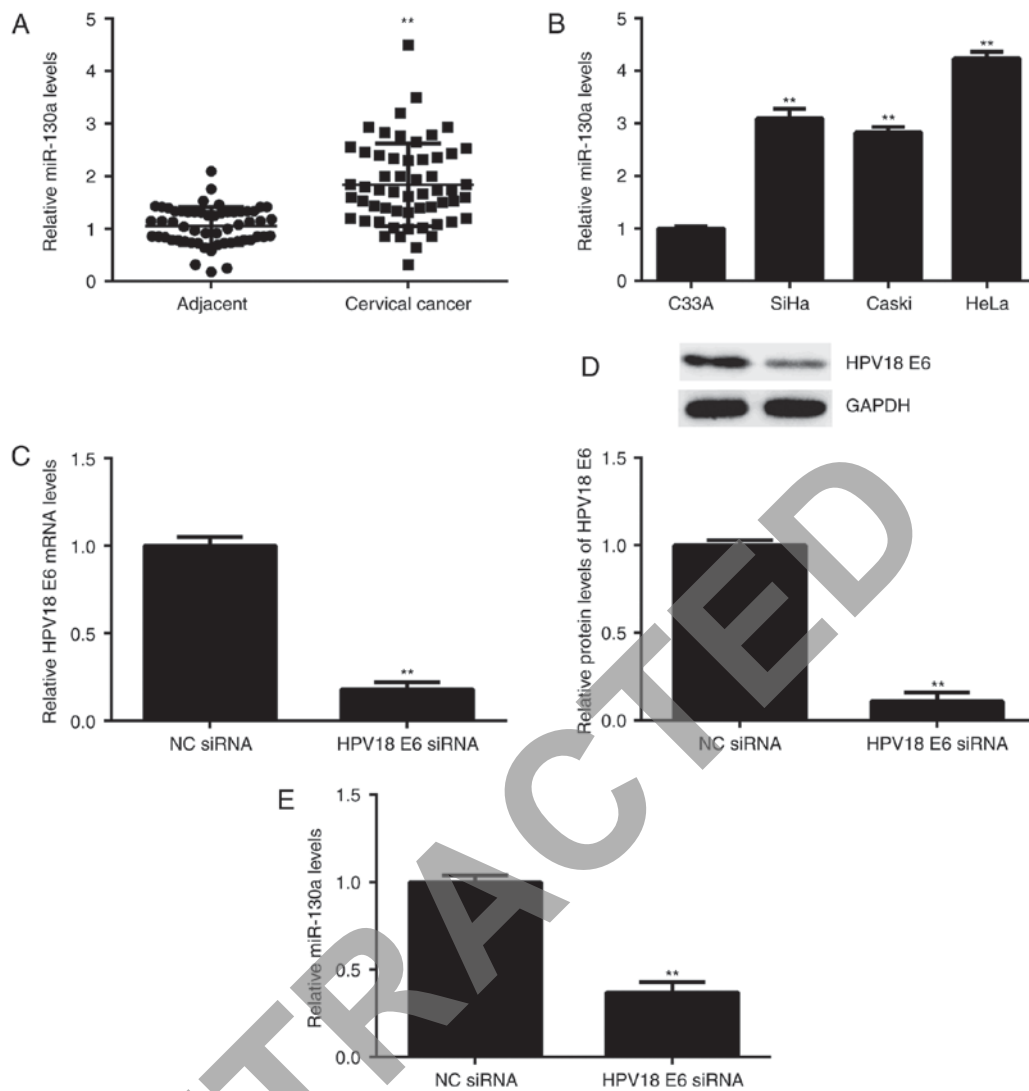 A
Relative miR-130a levels
5
4
3
2
1
0
**
Adjacent
Cervical cancer
B
Relative miR-130a levels
5
4
3
2
1
0
**
**
**
C33A
SiHa
Caski
HeLa
C
Relative HPV18 E6 mRNA levels
1.5
1.0
0.5
0.0
**
NC siRNA
HPV18 E6 siRNA
D
HPV18 E6
GAPDH
Relative protein levels of HPV18 E6
1.5
1.0
0.5
0.0
**
NC siRNA
HPV18 E6 siRNA
E
Relative miR-130a levels
1.5
1.0
0.5
0.0
**
NC siRNA
HPV18 E6 siRNA
TRACTED